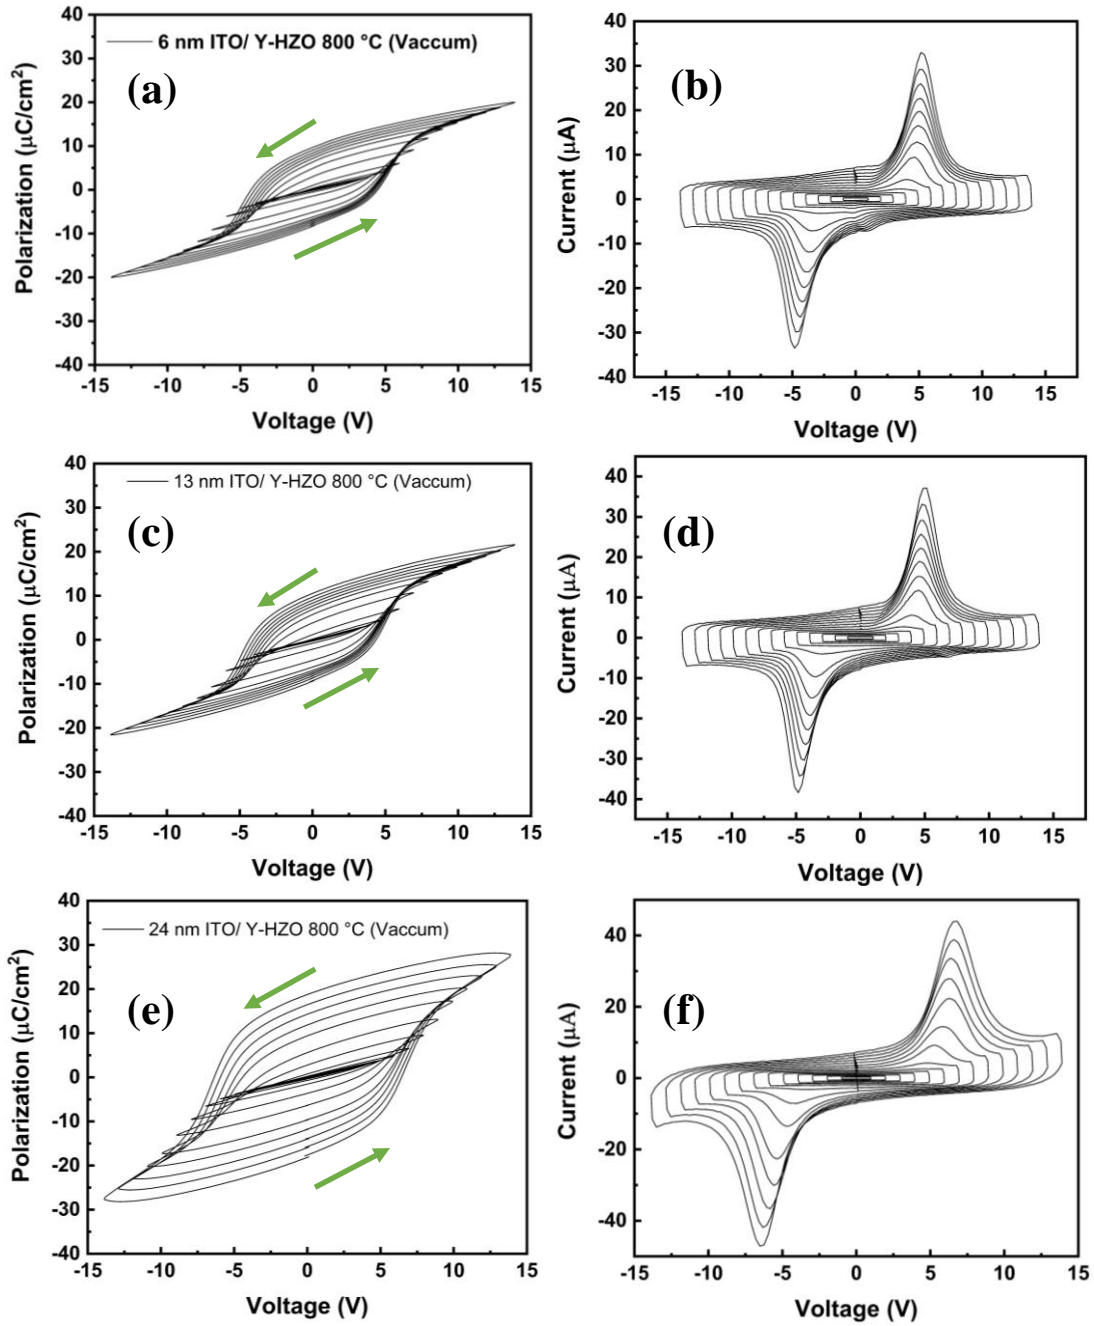 40
30
20
10
0
-10
-20
-30
-40
Polarization (μC/cm²)
6 nm ITO/ Y-HZO 800 °C (Vaccum)
(a)
-15 -10 -5 0 5 10 15
Voltage (V)
40
30
20
10
0
-10
-20
-30
-40
Current (μA)
(b)
-15 -10 -5 0 5 10 15
Voltage (V)
40
30
20
10
0
-10
-20
-30
-40
Polarization (μC/cm²)
13 nm ITO/ Y-HZO 800 °C (Vaccum)
(c)
-15 -10 -5 0 5 10 15
Voltage (V)
40
30
20
10
0
-10
-20
-30
-40
Current (μA)
(d)
-15 -10 -5 0 5 10 15
Voltage (V)
40
30
20
10
0
-10
-20
-30
-40
Polarization (μC/cm²)
24 nm ITO/ Y-HZO 800 °C (Vaccum)
(e)
-15 -10 -5 0 5 10 15
Voltage (V)
40
20
0
-20
-40
Current (μA)
(f)
-15 -10 -5 0 5 10 15
Voltage (V)